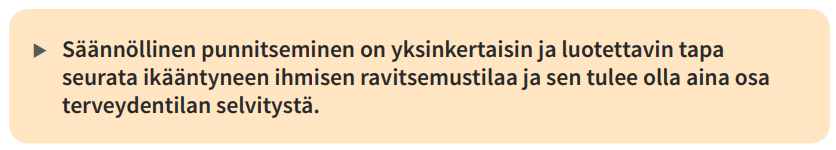 Säännöllinen punnitseminen on yksinkertaisin ja luotettavin tapa
seurata ikääntyneen ihmisen ravitsemustilaa ja sen tulee olla aina osa
terveydentilan selvitystä.